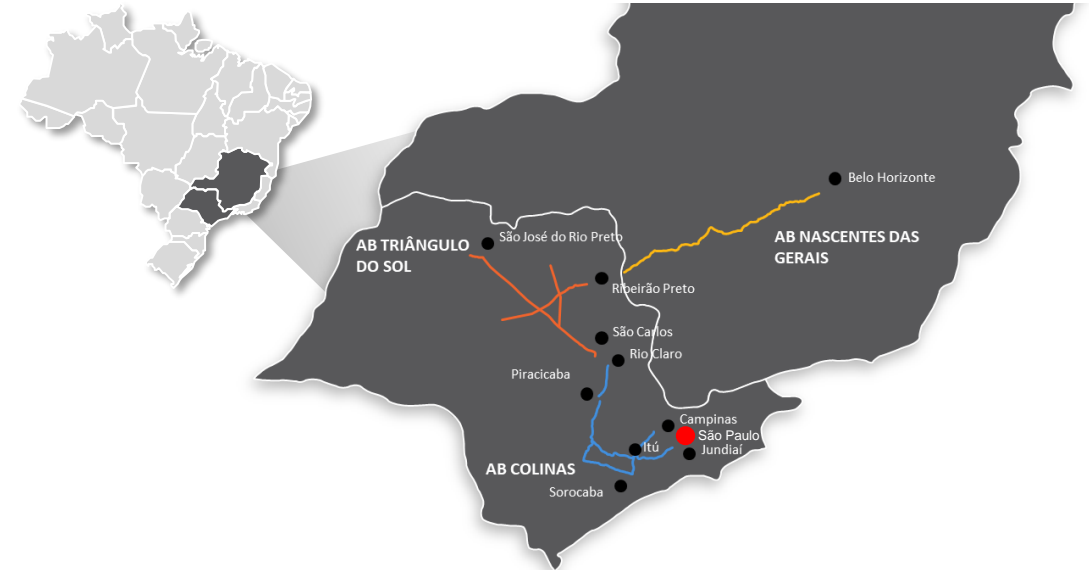 Belo Horizonte
AB NASCENTES DAS
GERAIS
AB TRIÂNGULO
DO SOL
São José do Rio Preto
Ribeirão Preto
São Carlos
Rio Claro
Piracicaba
Campinas
São Paulo
Itú
Jundiaí
AB COLINAS
Sorocaba